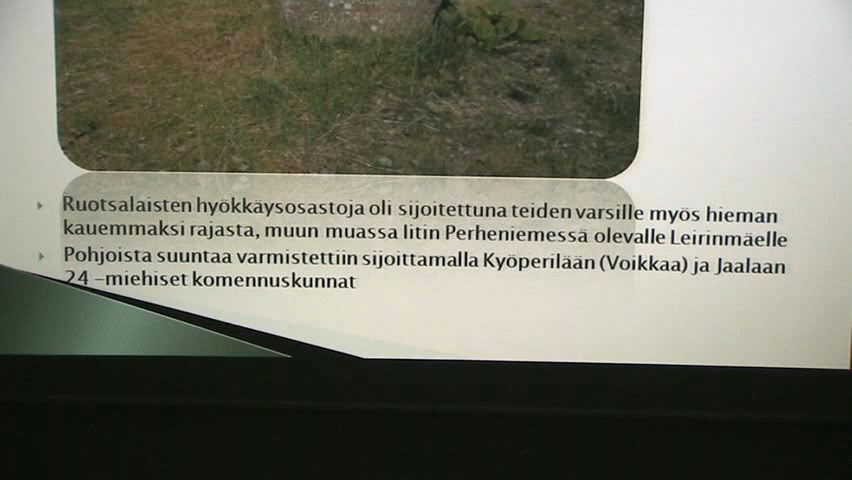 Ruotsalaisten hyökkäysosastoja oli sijoitettuna teiden varsille myös hieman
kauemmaksi rajasta, muun muassa Iitin Perheniemessä olevalle Leirinmäelle
Pohjoista suuntaa varmistettiin sijoittamalla Kyöperilään (Voikkaa) ja Jaalaan
24 –miehiset komennuskunnat